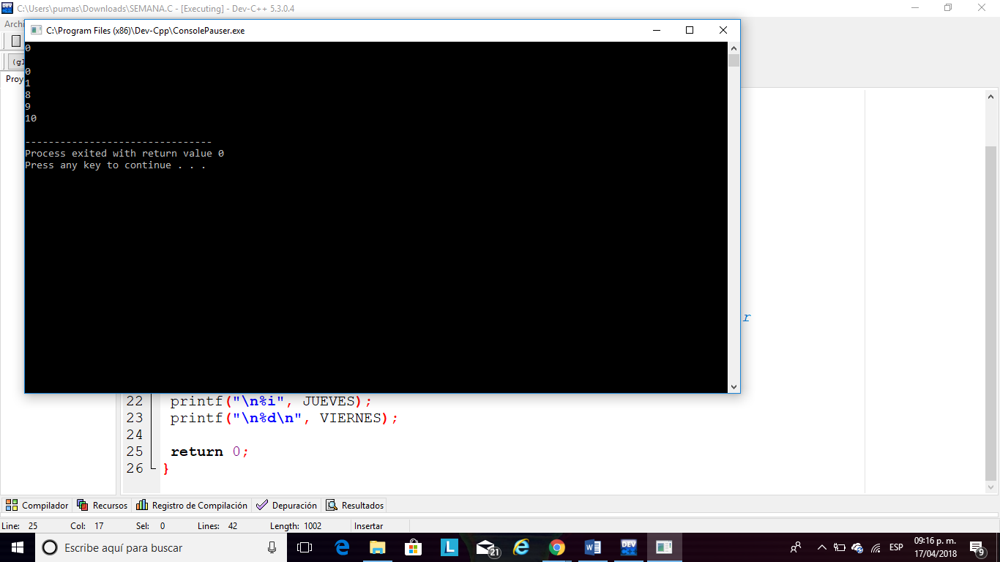 C:\Users\pumas\Downloads\SEMANA.C - [Executing] - Dev-C++ 5.3.0.4
Archi
C:\Program Files (x86)\Dev-Cpp\ConsolePauser.exe
(gl
Proy
0
0
1
8
9
10
--------------------------------
Process exited with return value 0
Press any key to continue . . .
r
22 printf("\n%i", JUEVES);
23 printf("\n%d\n", VIERNES);
24
25 return 0;
26 }
Compilador Recursos Registro de Compilación Depuración Resultados
Line: 25 Col: 17 Sel: 0 Lines: 42 Length: 1002 Insertar
Escribe aquí para buscar
L
21
W
DEV
ESP
09:16 p. m.
17/04/2018
9